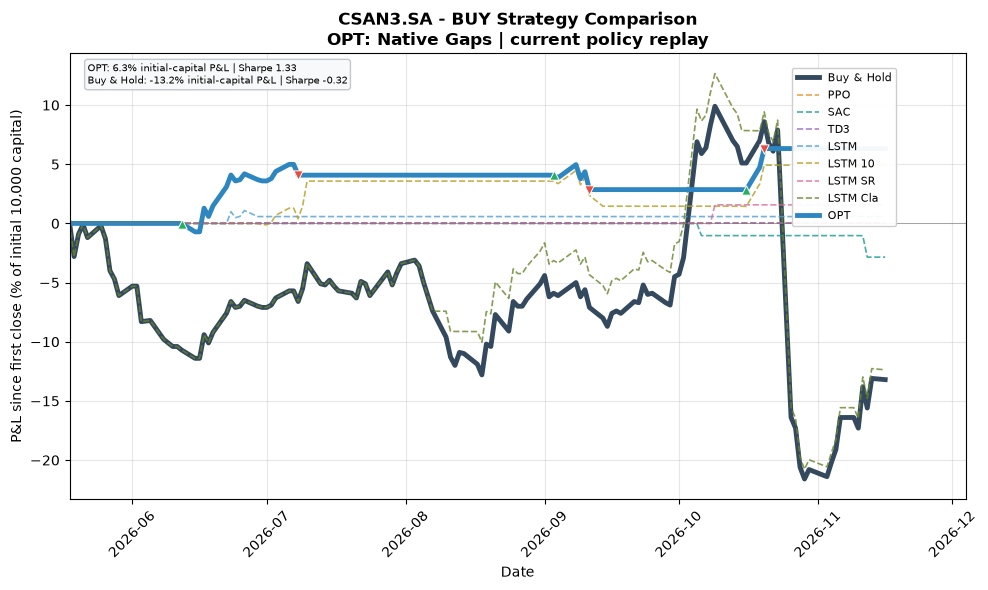 CSAN3.SA - BUY Strategy Comparison
OPT: Native Gaps | current policy replay
OPT: 6.3% initial-capital P&L | Sharpe 1.33
Buy & Hold: -13.2% initial-capital P&L | Sharpe -0.32
Buy & Hold
PPO
SAC
TD3
LSTM
LSTM 10
LSTM SR
LSTM Cla
OPT
P&L since first close (% of initial 10,000 capital)
10
5
0
−5
−10
−15
−20
2026-06
2026-07
2026-08
2026-09
2026-10
2026-11
2026-12
Date